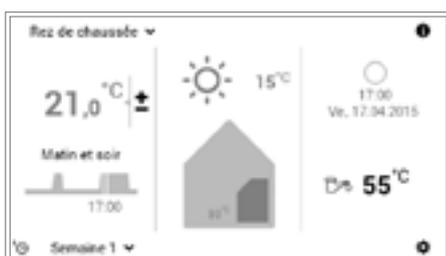 Rez de chaussée
21,0 °C ±
Matin et soir
17:00
15°C
17:00
Ve, 17.04.2015
55°C
Semaine 1